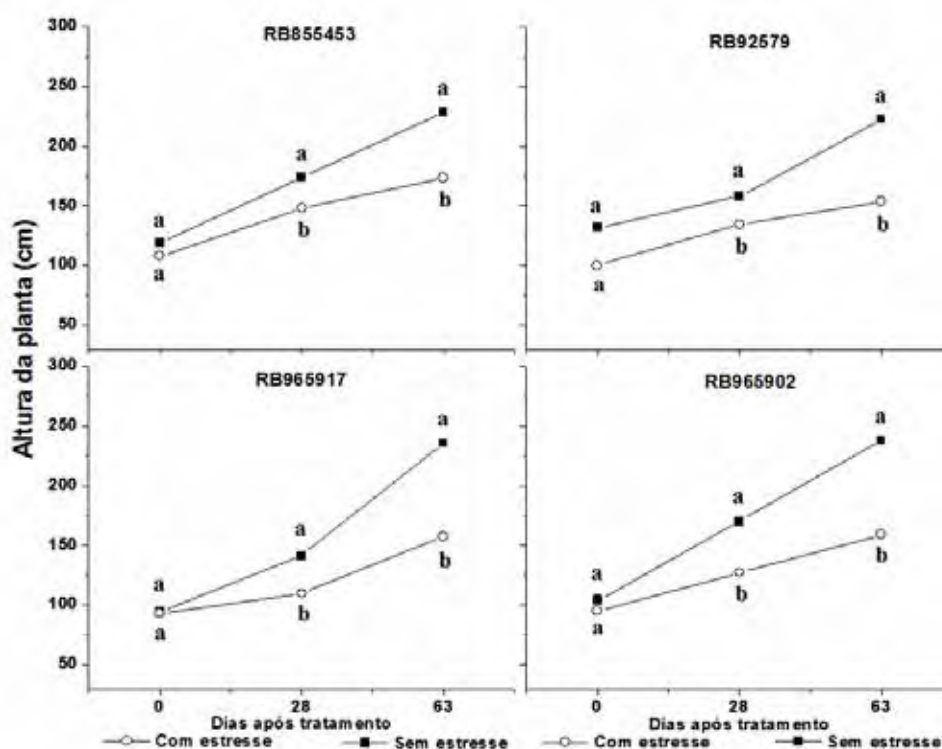 Altura da planta (cm)
300
250
200
150
100
50
RB855453
a
a
a
a
b
b
RB92579
a
a
a
a
b
b
300
250
200
150
100
50
RB965917
a
a
a
a
b
b
RB965902
a
a
a
a
b
b
0 28 63 0 28 63
Dias após tratamento Dias após tratamento
Com estresse Sem estresse Com estresse Sem estresse